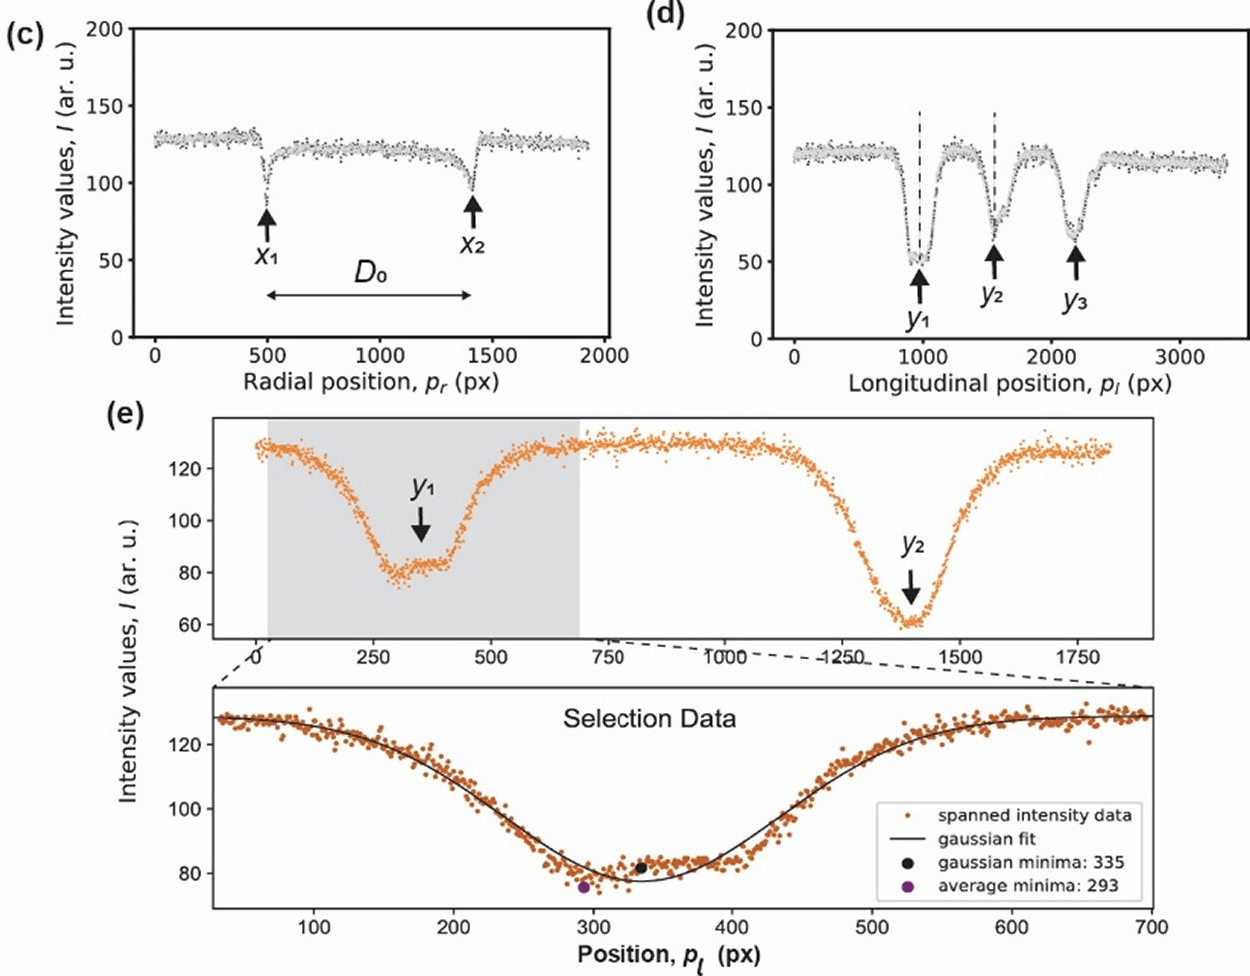 (c)
200
150
100
50
0
Intensity values, I (ar. u.)
x₁
x₂
D₀
0 500 1000 1500 2000
Radial position, pᵣ (px)
(d)
200
150
100
50
0
Intensity values, I (ar. u.)
y₁
y₂
y₃
0 1000 2000 3000
Longitudinal position, pₗ (px)
(e)
120
100
80
60
y₁
y₂
0 250 500 750 1000 1250 1500 1750
Intensity values, I (ar. u.)
Selection Data
120
100
80
spanned intensity data
gaussian fit
gaussian minima: 335
average minima: 293
100 200 300 400 500 600 700
Position, pₗ (px)